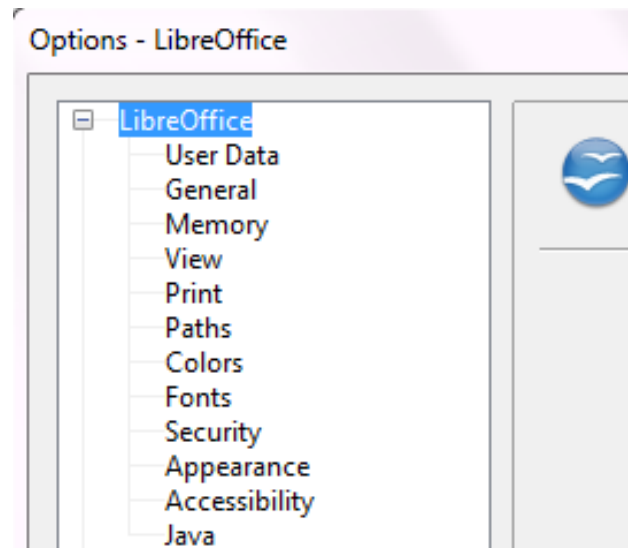 Options - LibreOffice
LibreOffice
User Data
General
Memory
View
Print
Paths
Colors
Fonts
Security
Appearance
Accessibility
Java